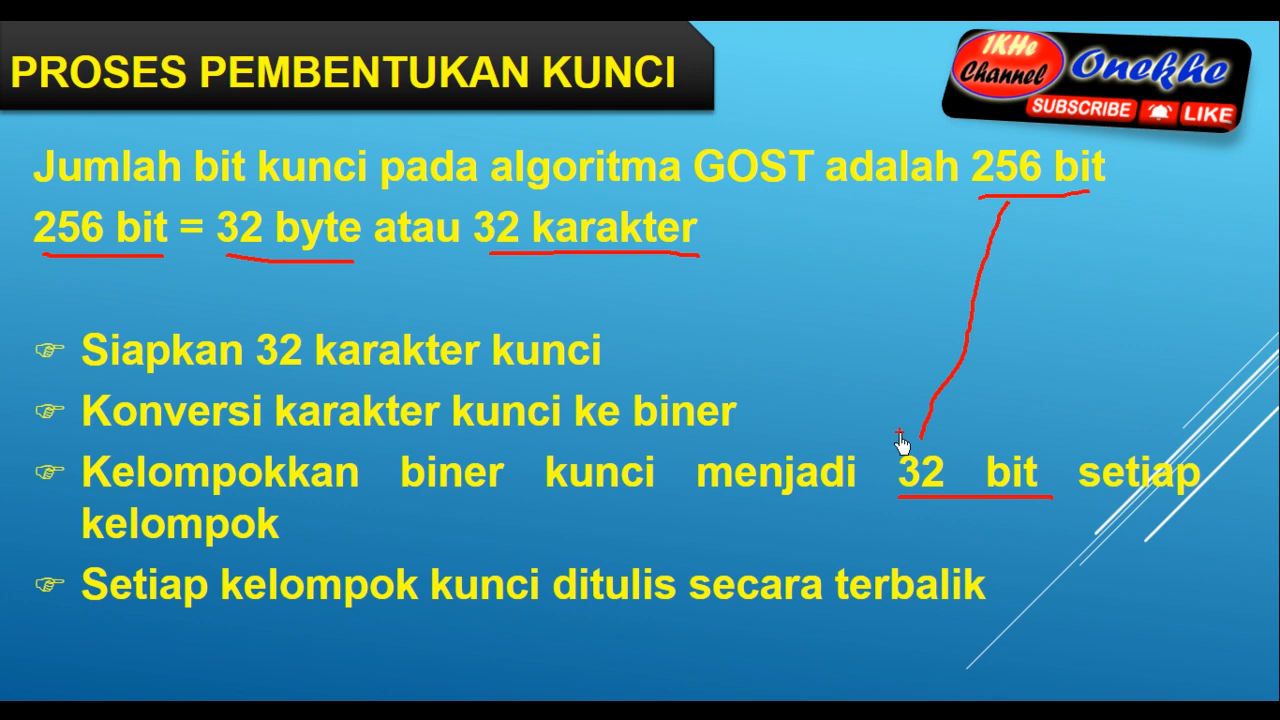 PROSES PEMBENTUKAN KUNCI
1KHe
Channel
Onekhe
SUBSCRIBE
LIKE
Jumlah bit kunci pada algoritma GOST adalah 256 bit
256 bit = 32 byte atau 32 karakter
Siapkan 32 karakter kunci
Konversi karakter kunci ke biner
Kelompokkan biner kunci menjadi 32 bit setiap
kelompok
Setiap kelompok kunci ditulis secara terbalik